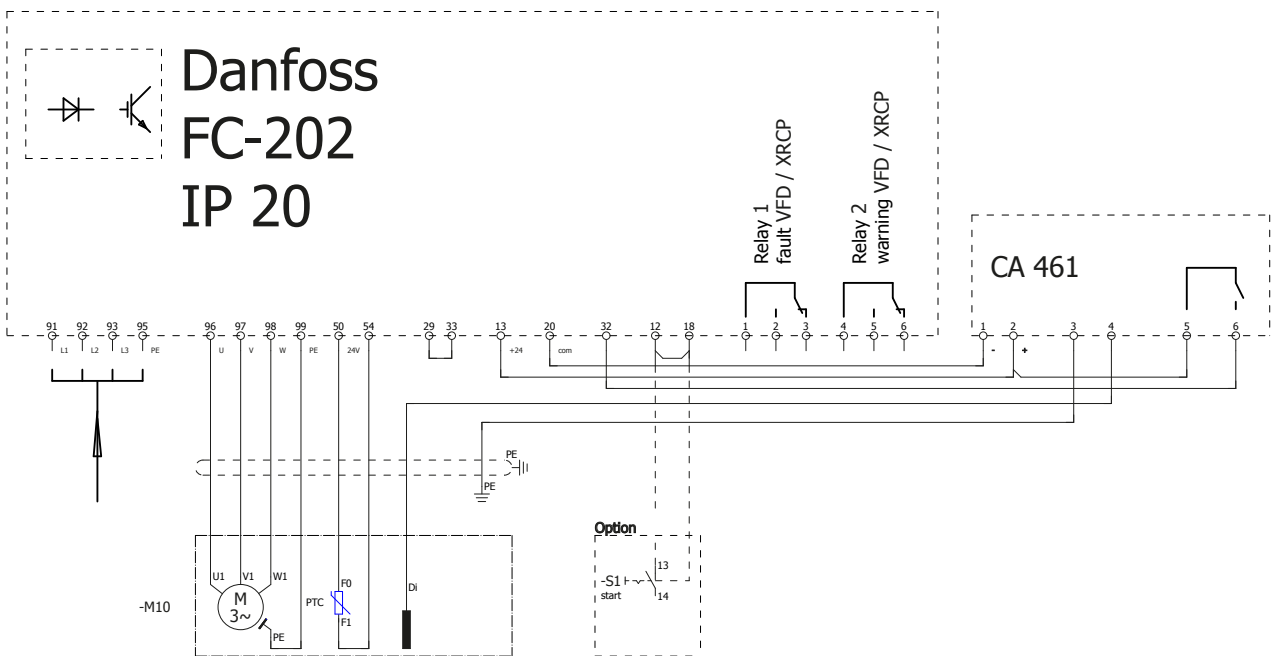 Danfoss
FC-202
IP 20
Relay 1
fault VFD / XRCP
Relay 2
warning VFD / XRCP
CA 461
91 92 93 95 96 97 98 99 50 54 29 33 13 20 32 12 18 1 2 3 4 5 6 1 2 3 4 5 6
L1 L2 L3 PE U V W PE 24V +24 com - +
PE
PE
Option
-M10
U1 V1 W1
M
3~
PE
PTC
F0
F1
Di
-S1
start
13
14